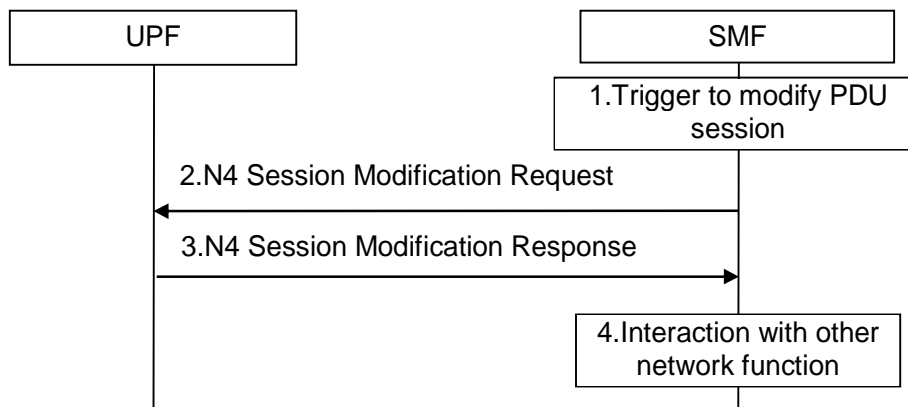 UPF
SMF
1.Trigger to modify PDU
session
2.N4 Session Modification Request
3.N4 Session Modification Response
4.Interaction with other
network function